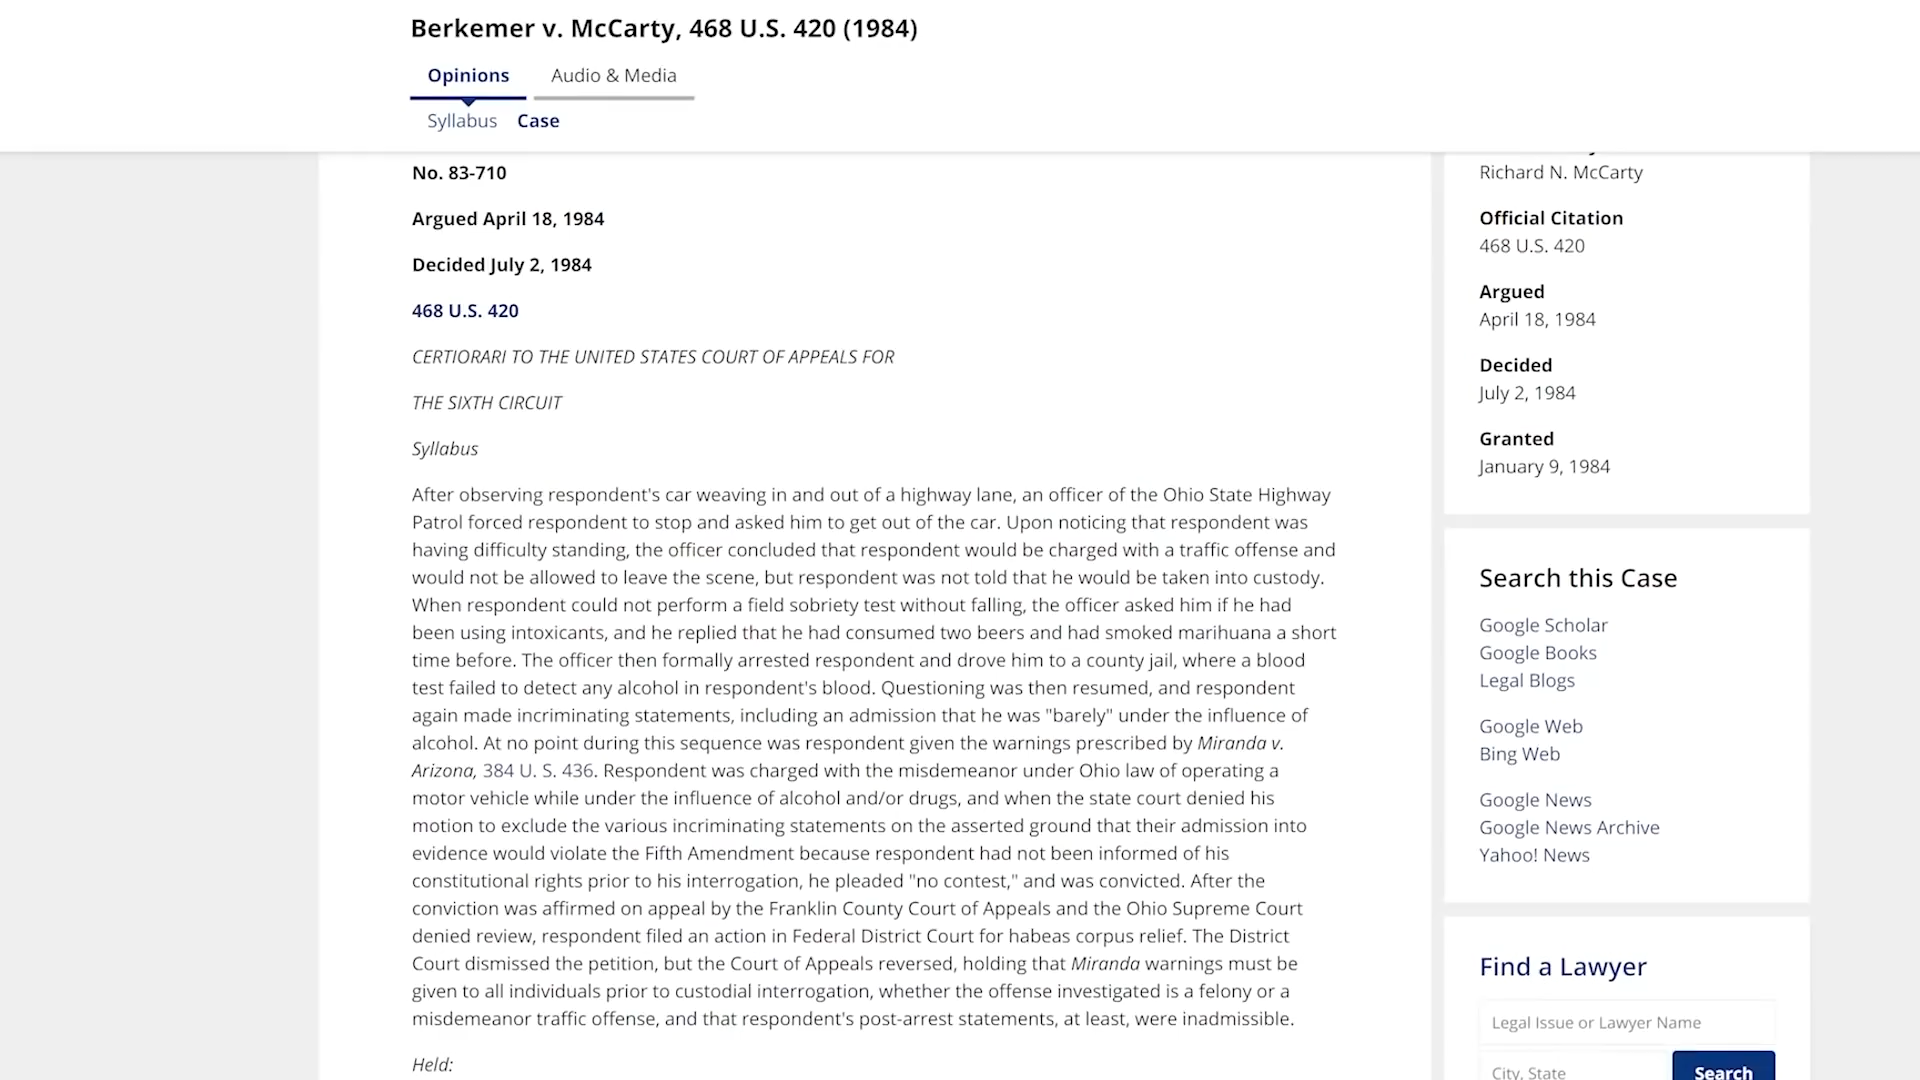 Berkemer v. McCarty, 468 U.S. 420 (1984)
Opinions
Audio & Media
Syllabus
Case
No. 83-710
Argued April 18, 1984
Decided July 2, 1984
468 U.S. 420
CERTIORARI TO THE UNITED STATES COURT OF APPEALS FOR
THE SIXTH CIRCUIT
Syllabus
After observing respondent's car weaving in and out of a highway lane, an officer of the Ohio State Highway
Patrol forced respondent to stop and asked him to get out of the car. Upon noticing that respondent was
having difficulty standing, the officer concluded that respondent would be charged with a traffic offense and
would not be allowed to leave the scene, but respondent was not told that he would be taken into custody.
When respondent could not perform a field sobriety test without falling, the officer asked him if he had
been using intoxicants, and he replied that he had consumed two beers and had smoked marihuana a short
time before. The officer then formally arrested respondent and drove him to a county jail, where a blood
test failed to detect any alcohol in respondent's blood. Questioning was then resumed, and respondent
again made incriminating statements, including an admission that he was "barely" under the influence of
alcohol. At no point during this sequence was respondent given the warnings prescribed by Miranda v.
Arizona, 384 U. S. 436. Respondent was charged with the misdemeanor under Ohio law of operating a
motor vehicle while under the influence of alcohol and/or drugs, and when the state court denied his
motion to exclude the various incriminating statements on the asserted ground that their admission into
evidence would violate the Fifth Amendment because respondent had not been informed of his
constitutional rights prior to his interrogation, he pleaded "no contest," and was convicted. After the
conviction was affirmed on appeal by the Franklin County Court of Appeals and the Ohio Supreme Court
denied review, respondent filed an action in Federal District Court for habeas corpus relief. The District
Court dismissed the petition, but the Court of Appeals reversed, holding that Miranda warnings must be
given to all individuals prior to custodial interrogation, whether the offense investigated is a felony or a
misdemeanor traffic offense, and that respondent's post-arrest statements, at least, were inadmissible.
Held:
Richard N. McCarty
Official Citation
468 U.S. 420
Argued
April 18, 1984
Decided
July 2, 1984
Granted
January 9, 1984
Search this Case
Google Scholar
Google Books
Legal Blogs
Google Web
Bing Web
Google News
Google News Archive
Yahoo! News
Find a Lawyer
Legal Issue or Lawyer Name
City, State
Search